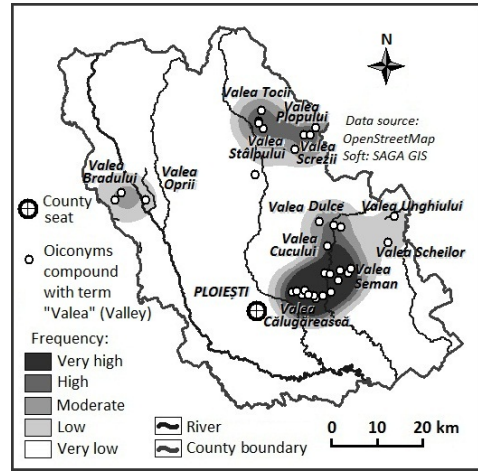 N
Valea Tocii
Valea
Plopului
Data source:
OpenStreetMap
Soft: SAGA GIS
Valea
Stâlpului
Valea
Screzii
Valea
Bradului
Valea
Oprii
County
seat
Valea Dulce
Valea Unghiului
Valea
Cucului
Valea Scheilor
Oiconyms
compound
with term
"Valea" (Valley)
Valea
Seman
PLOIEȘTI
Valea
Călugărească
Frequency:
Very high
High
Moderate
Low
Very low
River
County boundary
0 10 20 km